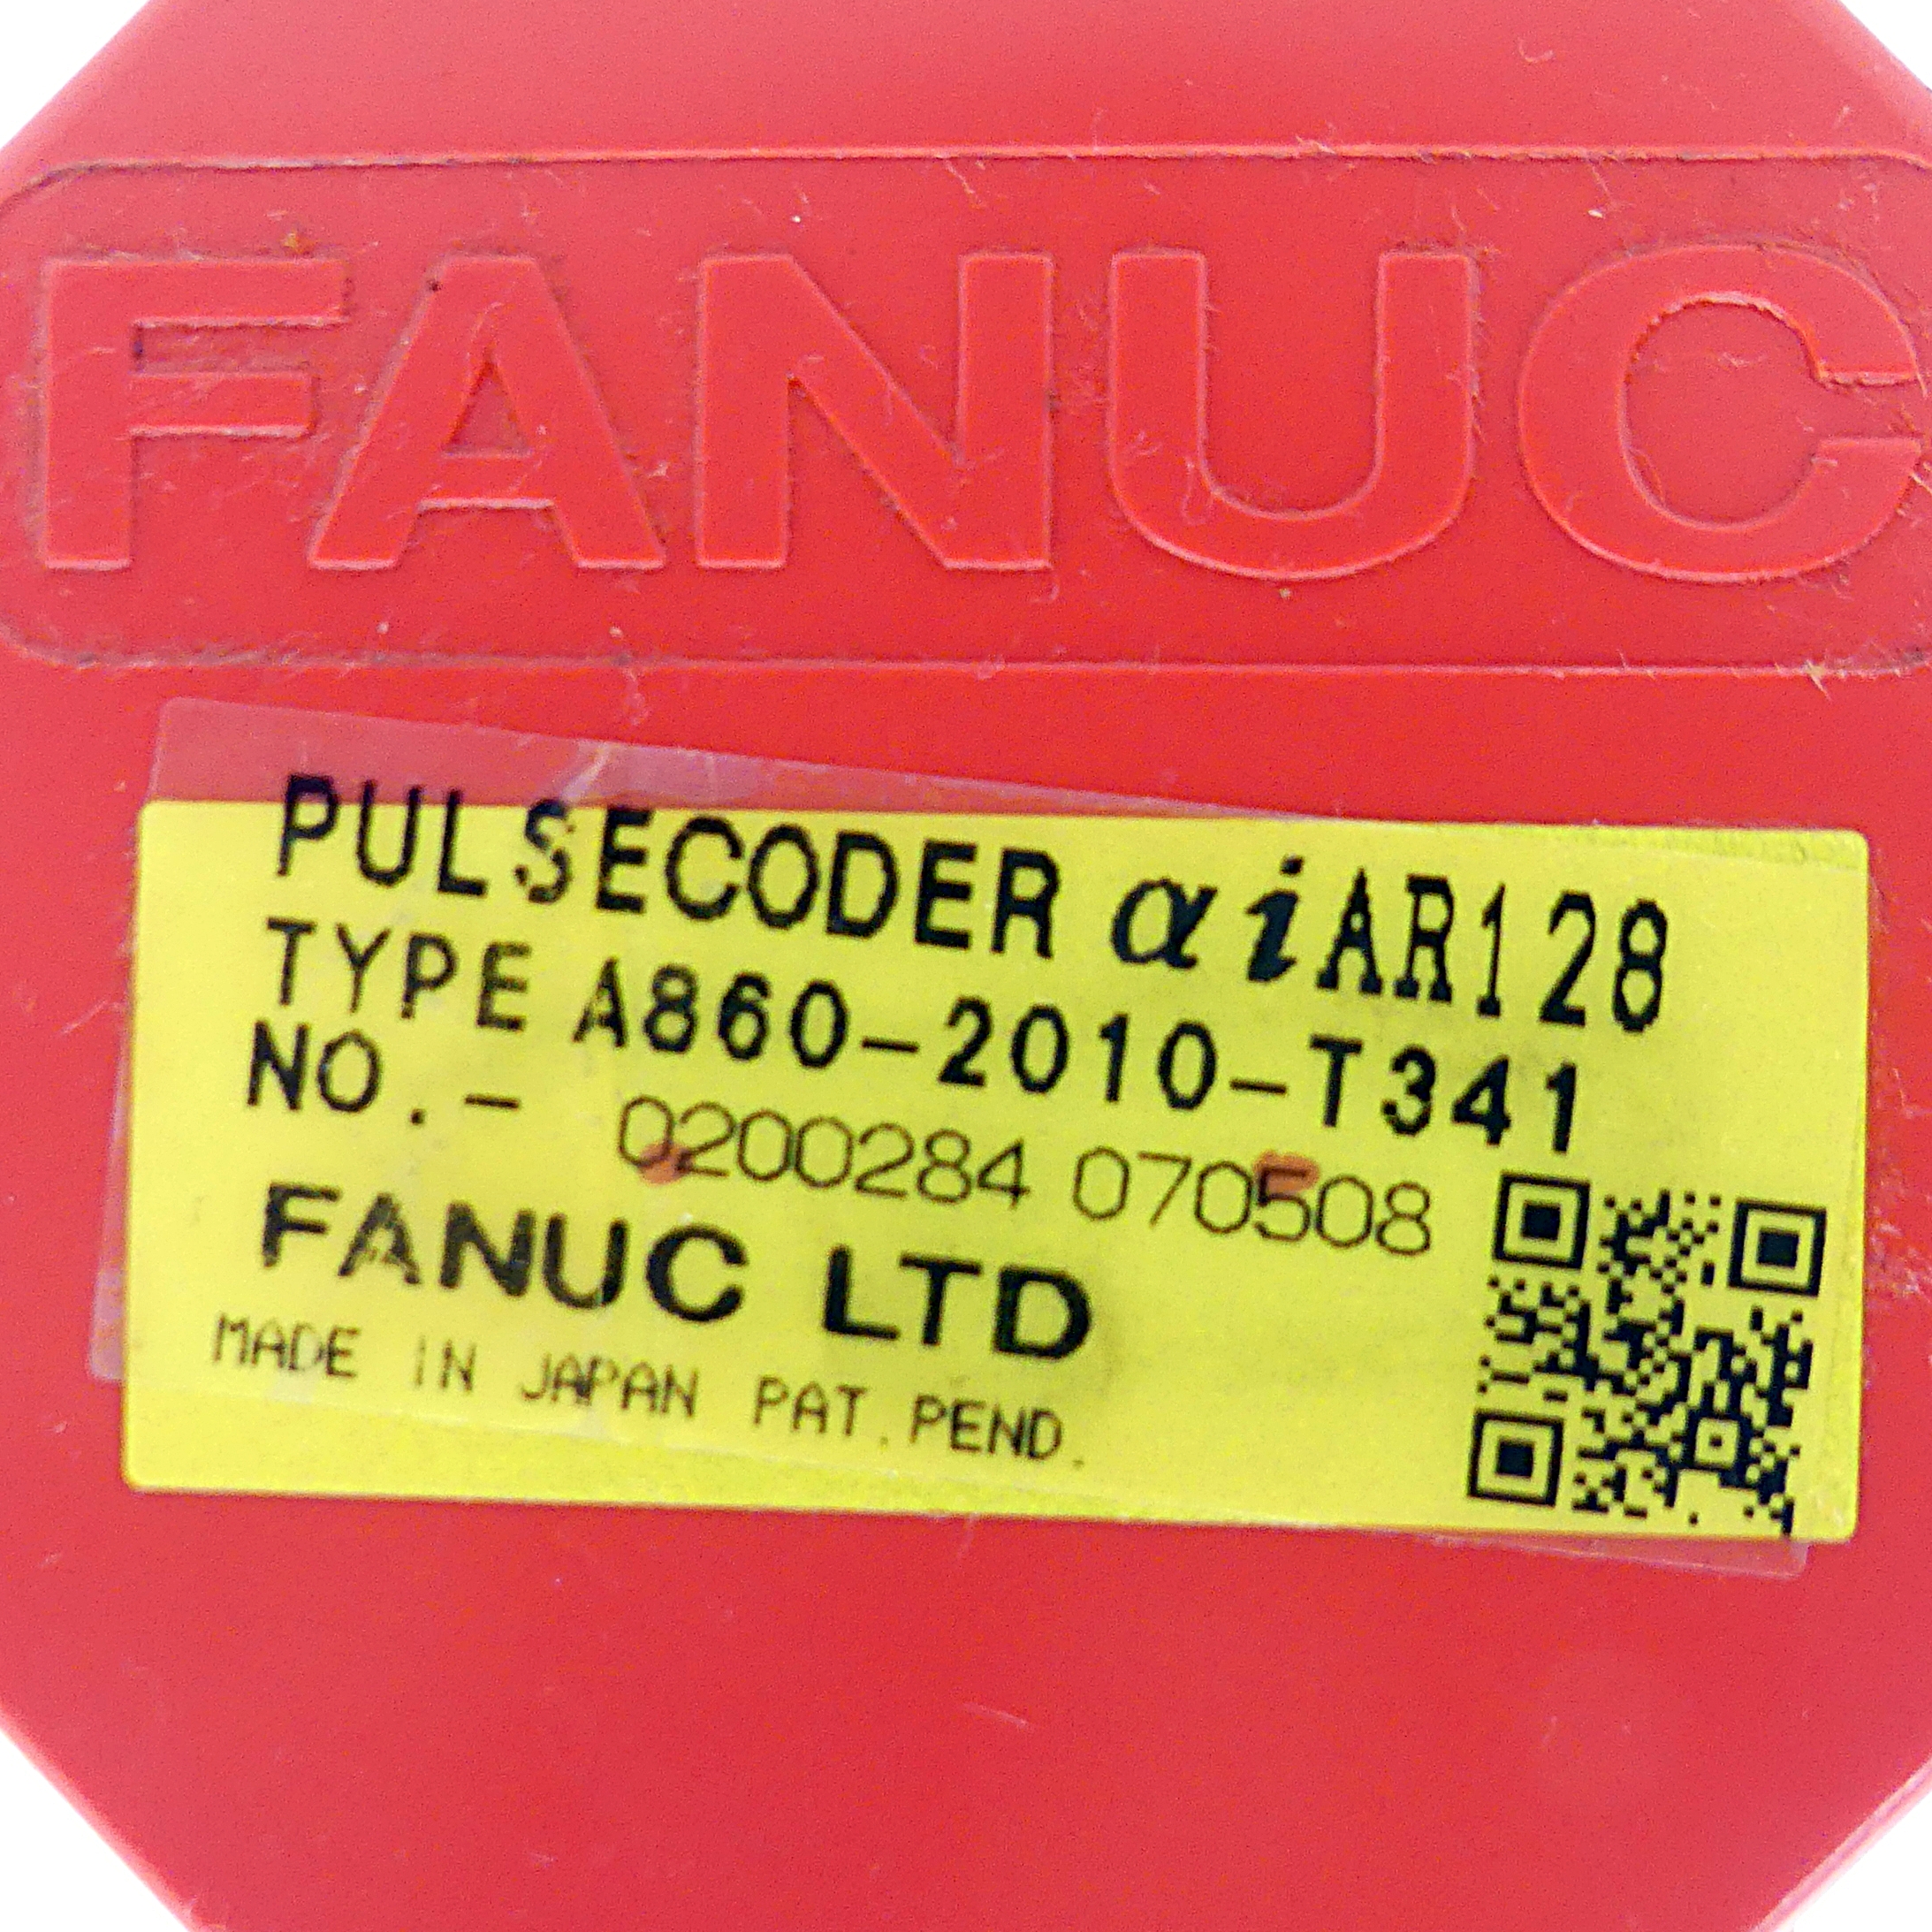 FANUC
PULSECODER αiAR128
TYPE A860-2010-T341
NO.- 0200284 070508
FANUC LTD
MADE IN JAPAN PAT.PEND.